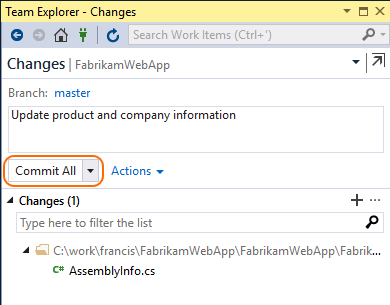 Team Explorer - Changes
Search Work Items (Ctrl+')
Changes | FabrikamWebApp
Branch: master
Update product and company information
Commit All Actions
Changes (1)
Type here to filter the list
C:\work\francis\FabrikamWebApp\FabrikamWebApp\Fabrik...
C# AssemblyInfo.cs